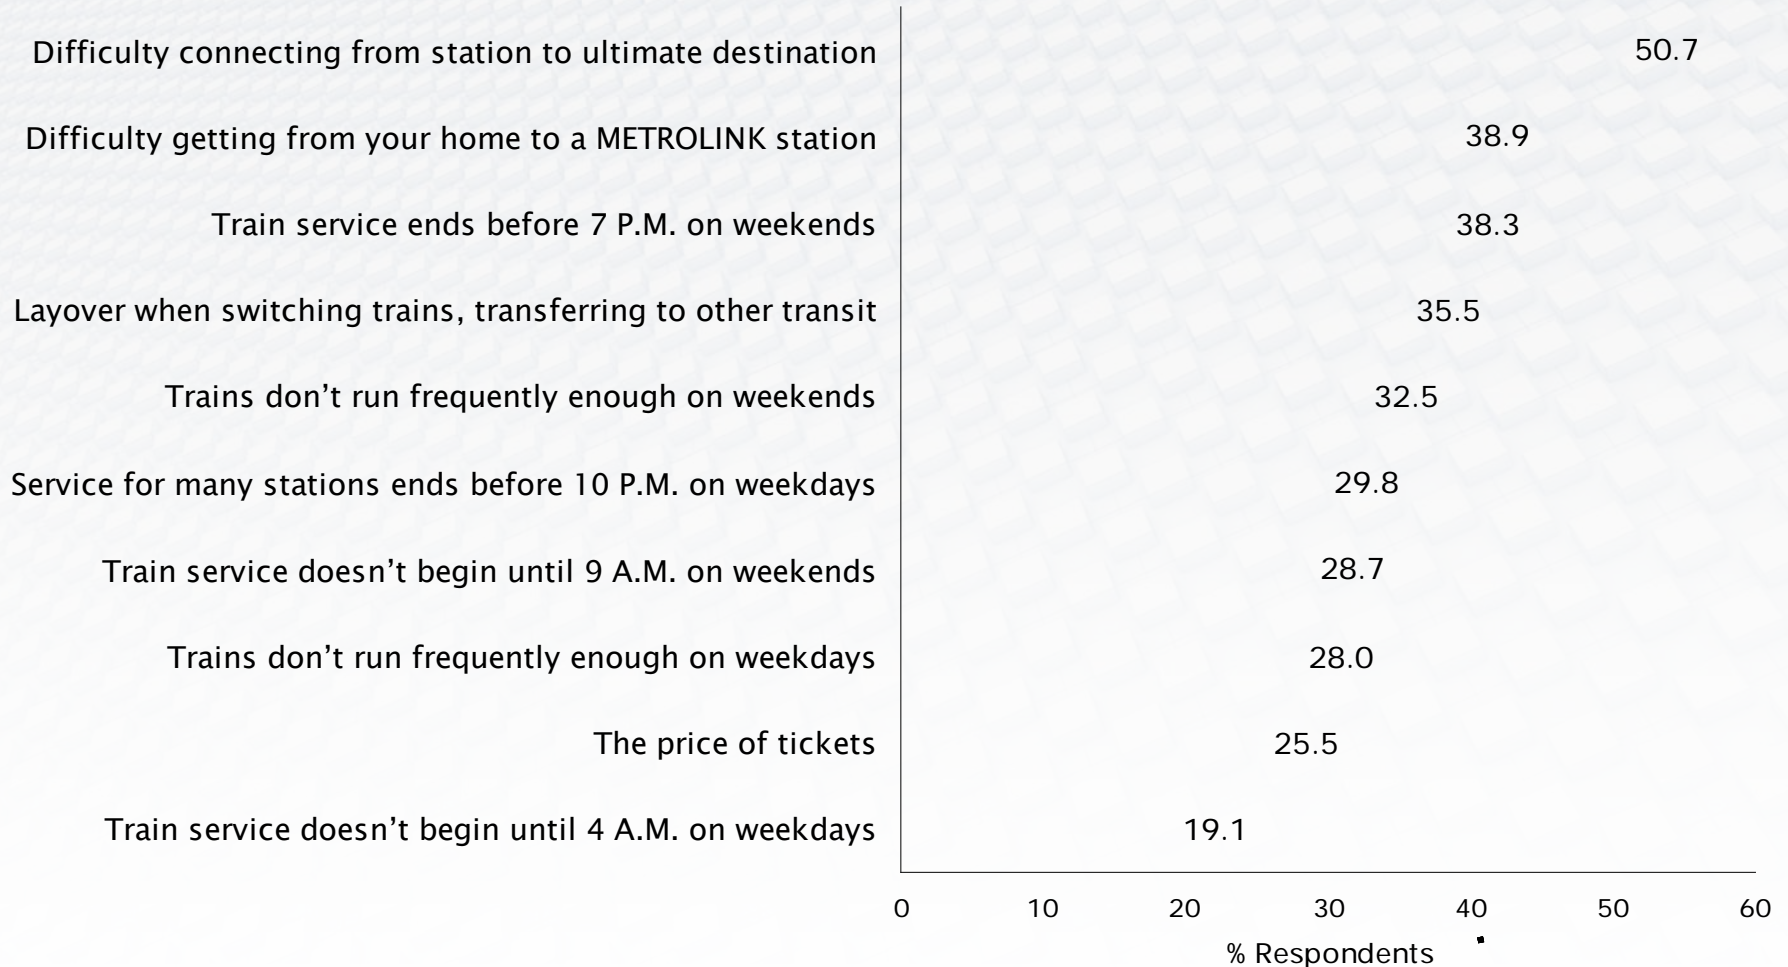 Difficulty connecting from station to ultimate destination 50.7
Difficulty getting from your home to a METROLINK station 38.9
Train service ends before 7 P.M. on weekends 38.3
Layover when switching trains, transferring to other transit 35.5
Trains don’t run frequently enough on weekends 32.5
Service for many stations ends before 10 P.M. on weekdays 29.8
Train service doesn’t begin until 9 A.M. on weekends 28.7
Trains don’t run frequently enough on weekdays 28.0
The price of tickets 25.5
Train service doesn’t begin until 4 A.M. on weekdays 19.1
0 10 20 30 40 50 60
% Respondents